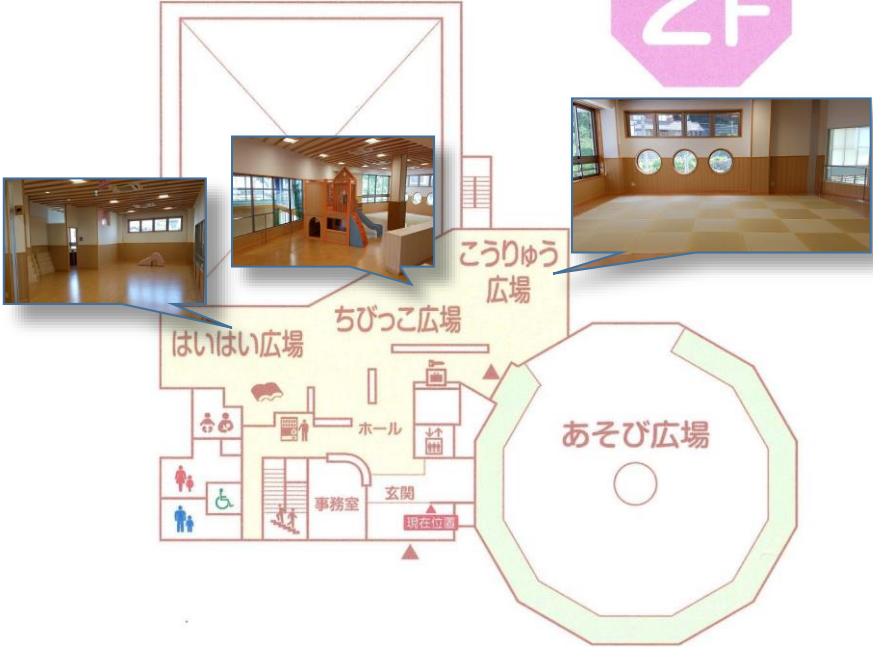 2F
こうりゅう
広場
ちびっこ広場
はいはい広場
あそび広場
ホール
事務室
玄関
現在位置